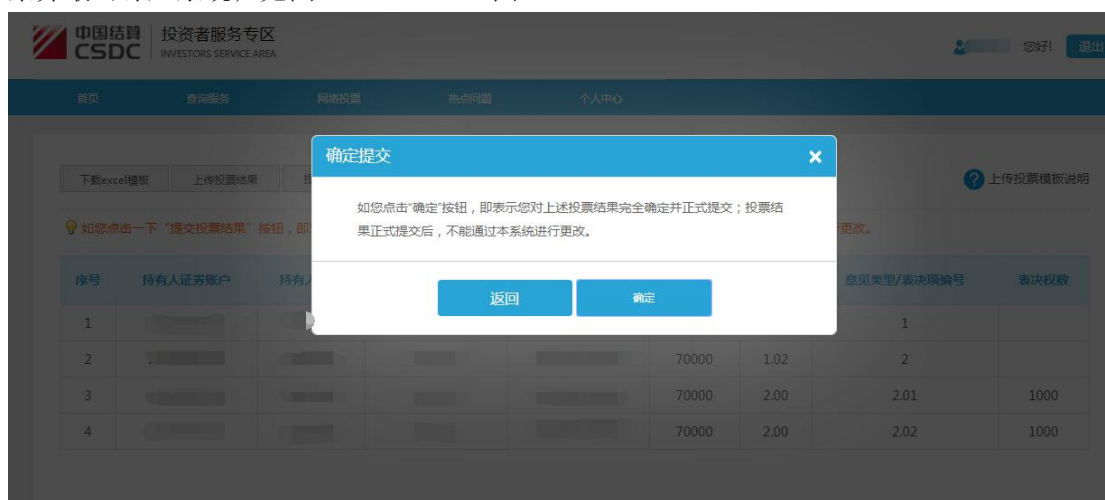 中国结算 投资者服务专区
CSDC INVESTORS SERVICE AREA
您好! 退出
首页 查询服务 网络投票 热点问题 个人中心
确定提交 ×
下载excel模板 上传投票结果 ? 上传投票模板说明
如您点击“确定”按钮,即表示您对上述投票结果完全确定并正式提交;投票结
果正式提交后,不能通过本系统进行更改。
如您点击一下“提交投票结果”按钮,即 更改。
返回 确定
序号 持有人证券账户 持有人 意见类型/表决项编号 表决权数
1 1
2 70000 1.02 2
3 70000 2.00 2.01 1000
4 70000 2.00 2.02 1000